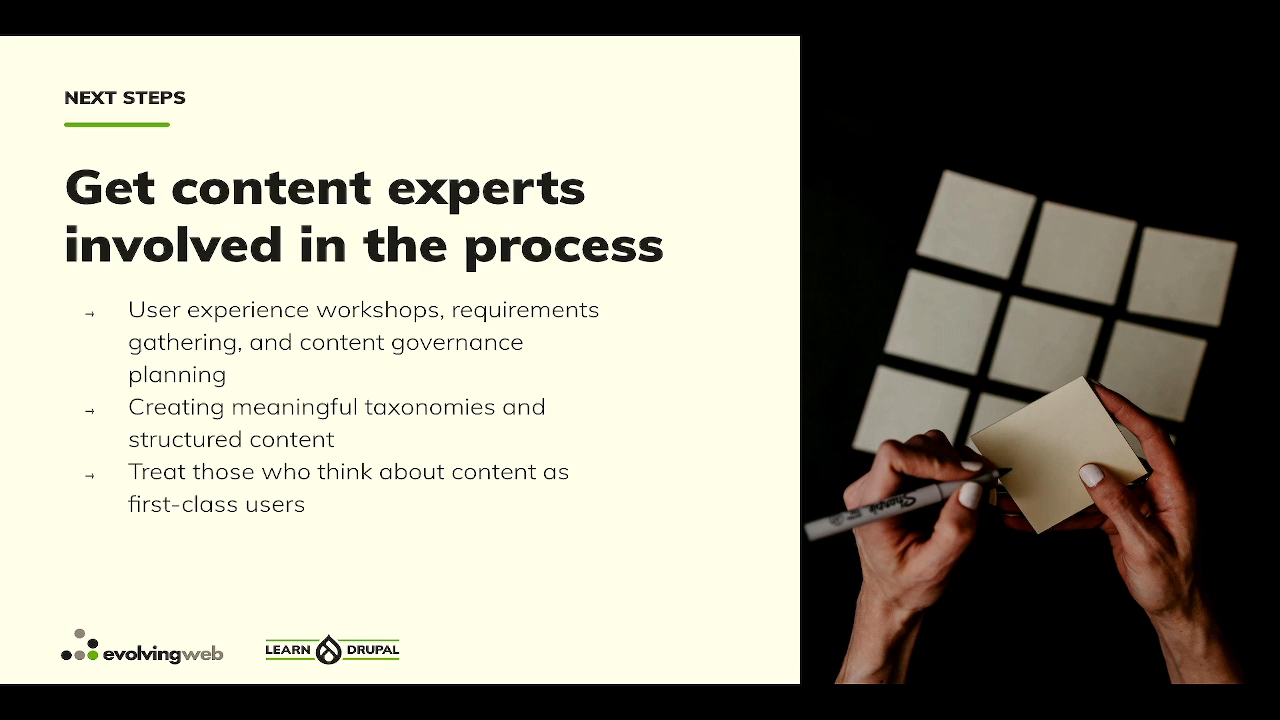 NEXT STEPS
Get content experts
involved in the process
→ User experience workshops, requirements
gathering, and content governance
planning
→ Creating meaningful taxonomies and
structured content
→ Treat those who think about content as
first-class users
evolvingweb
LEARN DRUPAL
Sharpie